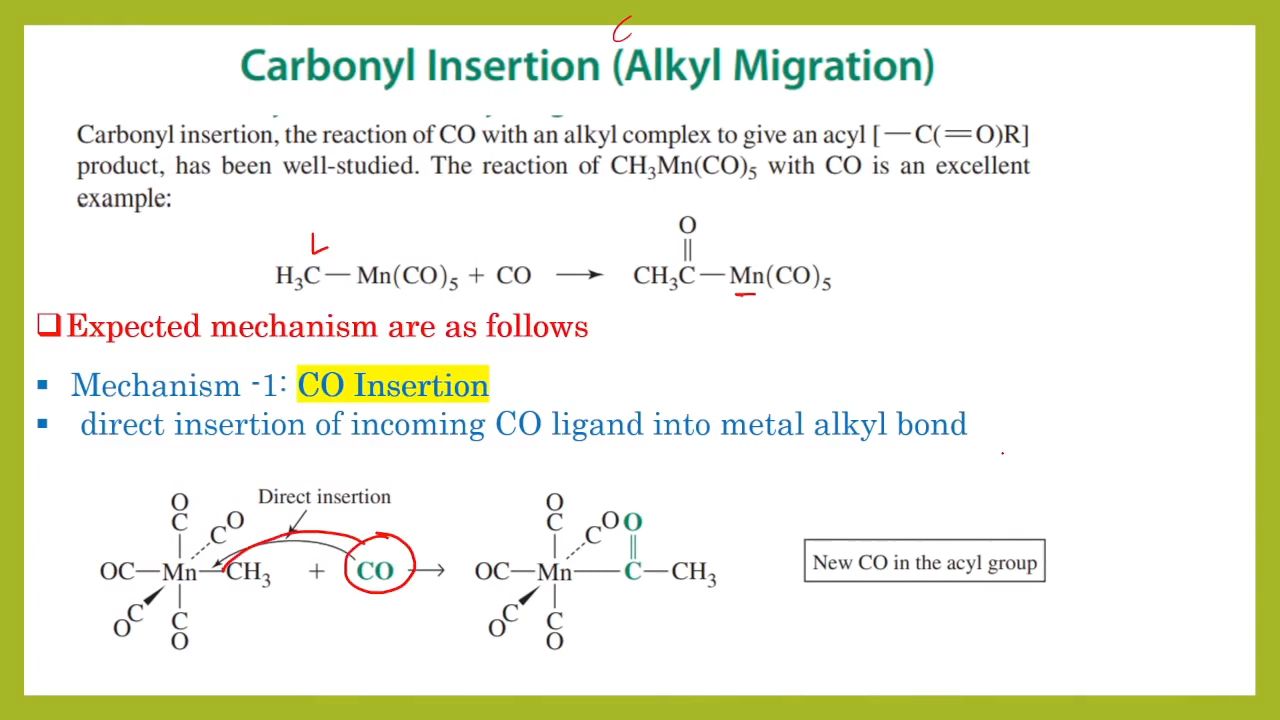 Carbonyl Insertion (Alkyl Migration)
Carbonyl insertion, the reaction of CO with an alkyl complex to give an acyl [—C(=O)R]
product, has been well-studied. The reaction of CH₃Mn(CO)₅ with CO is an excellent
example:
O
H₃C—Mn(CO)₅ + CO ⟶ CH₃C—Mn(CO)₅
❑Expected mechanism are as follows
▪ Mechanism -1: CO Insertion
▪ direct insertion of incoming CO ligand into metal alkyl bond
Direct insertion
O
C
CO
OC—Mn—CH₃ + CO ⟶
C
O
C
O
O
C
CO
O
OC—Mn—C—CH₃
C
O
C
O
New CO in the acyl group